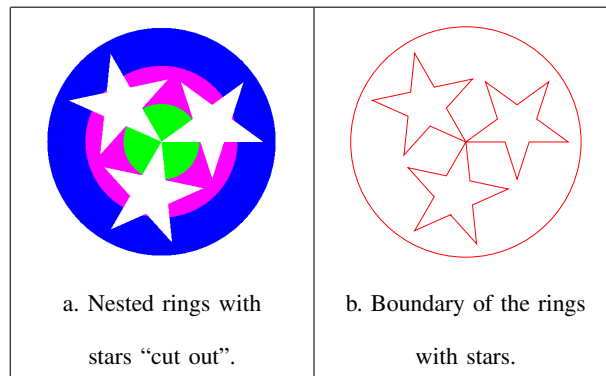 a. Nested rings with
stars “cut out”.
b. Boundary of the rings
with stars.